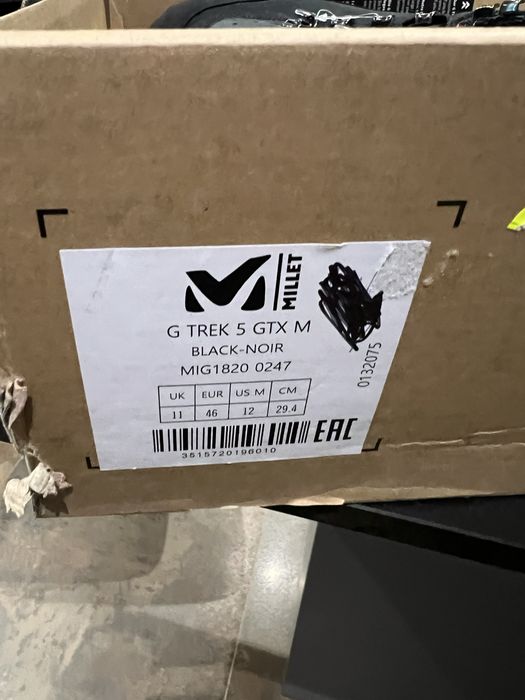 MILLET
G TREK 5 GTX M
BLACK-NOIR
MIG1820 0247
UK EUR US M CM
11 46 12 29.4
EAC
3515720196010
0132075